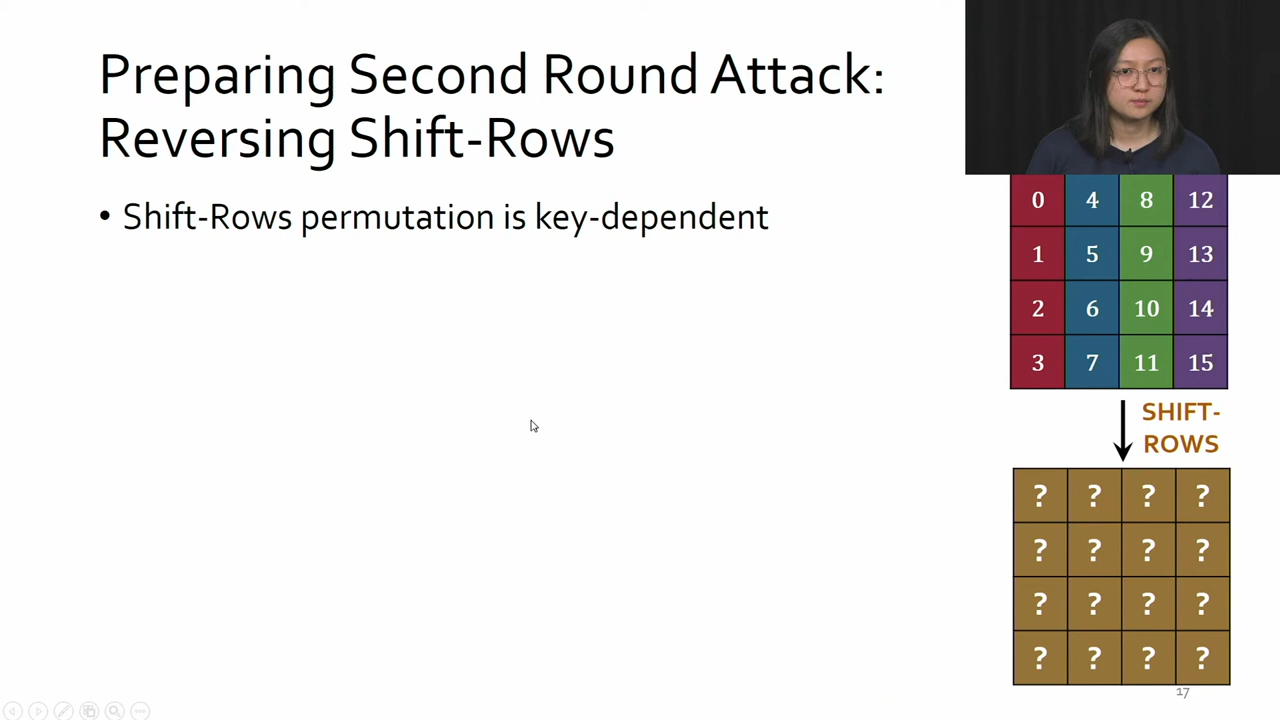 Preparing Second Round Attack:
Reversing Shift-Rows
• Shift-Rows permutation is key-dependent
0 4 8 12
1 5 9 13
2 6 10 14
3 7 11 15
SHIFT-
ROWS
? ? ? ?
? ? ? ?
? ? ? ?
? ? ? ?
17